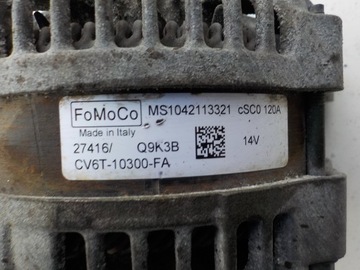 FoMoCo MS1042113321 cSC0 120A
Made in Italy
27416/ Q9K3B 14V
CV6T-10300-FA